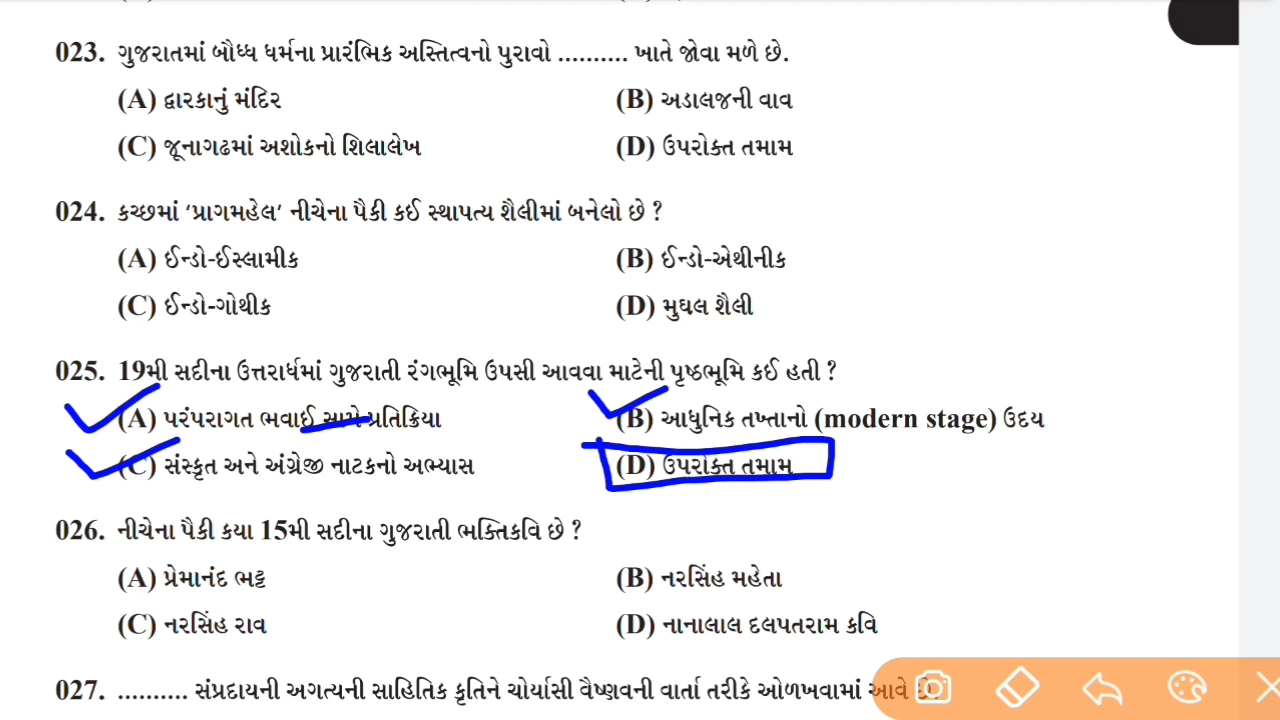 023. ગુજરાતમાં બૌધ્ધ ધર્મના પ્રારંભિક અસ્તિત્વનો પુરાવો .......... ખાતે જોવા મળે છે.
(A) દ્વારકાનું મંદિર (B) અડાલજની વાવ
(C) જૂનાગઢમાં અશોકનો શિલાલેખ (D) ઉપરોક્ત તમામ
024. કચ્છમાં ‘પ્રાગમહેલ’ નીચેના પૈકી કઈ સ્થાપત્ય શૈલીમાં બનેલો છે ?
(A) ઈન્ડો-ઈસ્લામીક (B) ઈન્ડો-એથીનીક
(C) ઈન્ડો-ગોથીક (D) મુઘલ શૈલી
025. 19મી સદીના ઉત્તરાર્ધમાં ગુજરાતી રંગભૂમિ ઉપસી આવવા માટેની પૃષ્ઠભૂમિ કઈ હતી ?
(A) પરંપરાગત ભવાઈ સામે પ્રતિક્રિયા (B) આધુનિક તખ્તાનો (modern stage) ઉદય
(C) સંસ્કૃત અને અંગ્રેજી નાટકનો અભ્યાસ (D) ઉપરોક્ત તમામ
026. નીચેના પૈકી કયા 15મી સદીના ગુજરાતી ભક્તિકવિ છે ?
(A) પ્રેમાનંદ ભટ્ટ (B) નરસિંહ મહેતા
(C) નરસિંહ રાવ (D) નાનાલાલ દલપતરામ કવિ
027. .......... સંપ્રદાયની અગત્યની સાહિતિક કૃતિને ચોર્યાસી વૈષ્ણવની વાર્તા તરીકે ઓળખવામાં આવે છે.